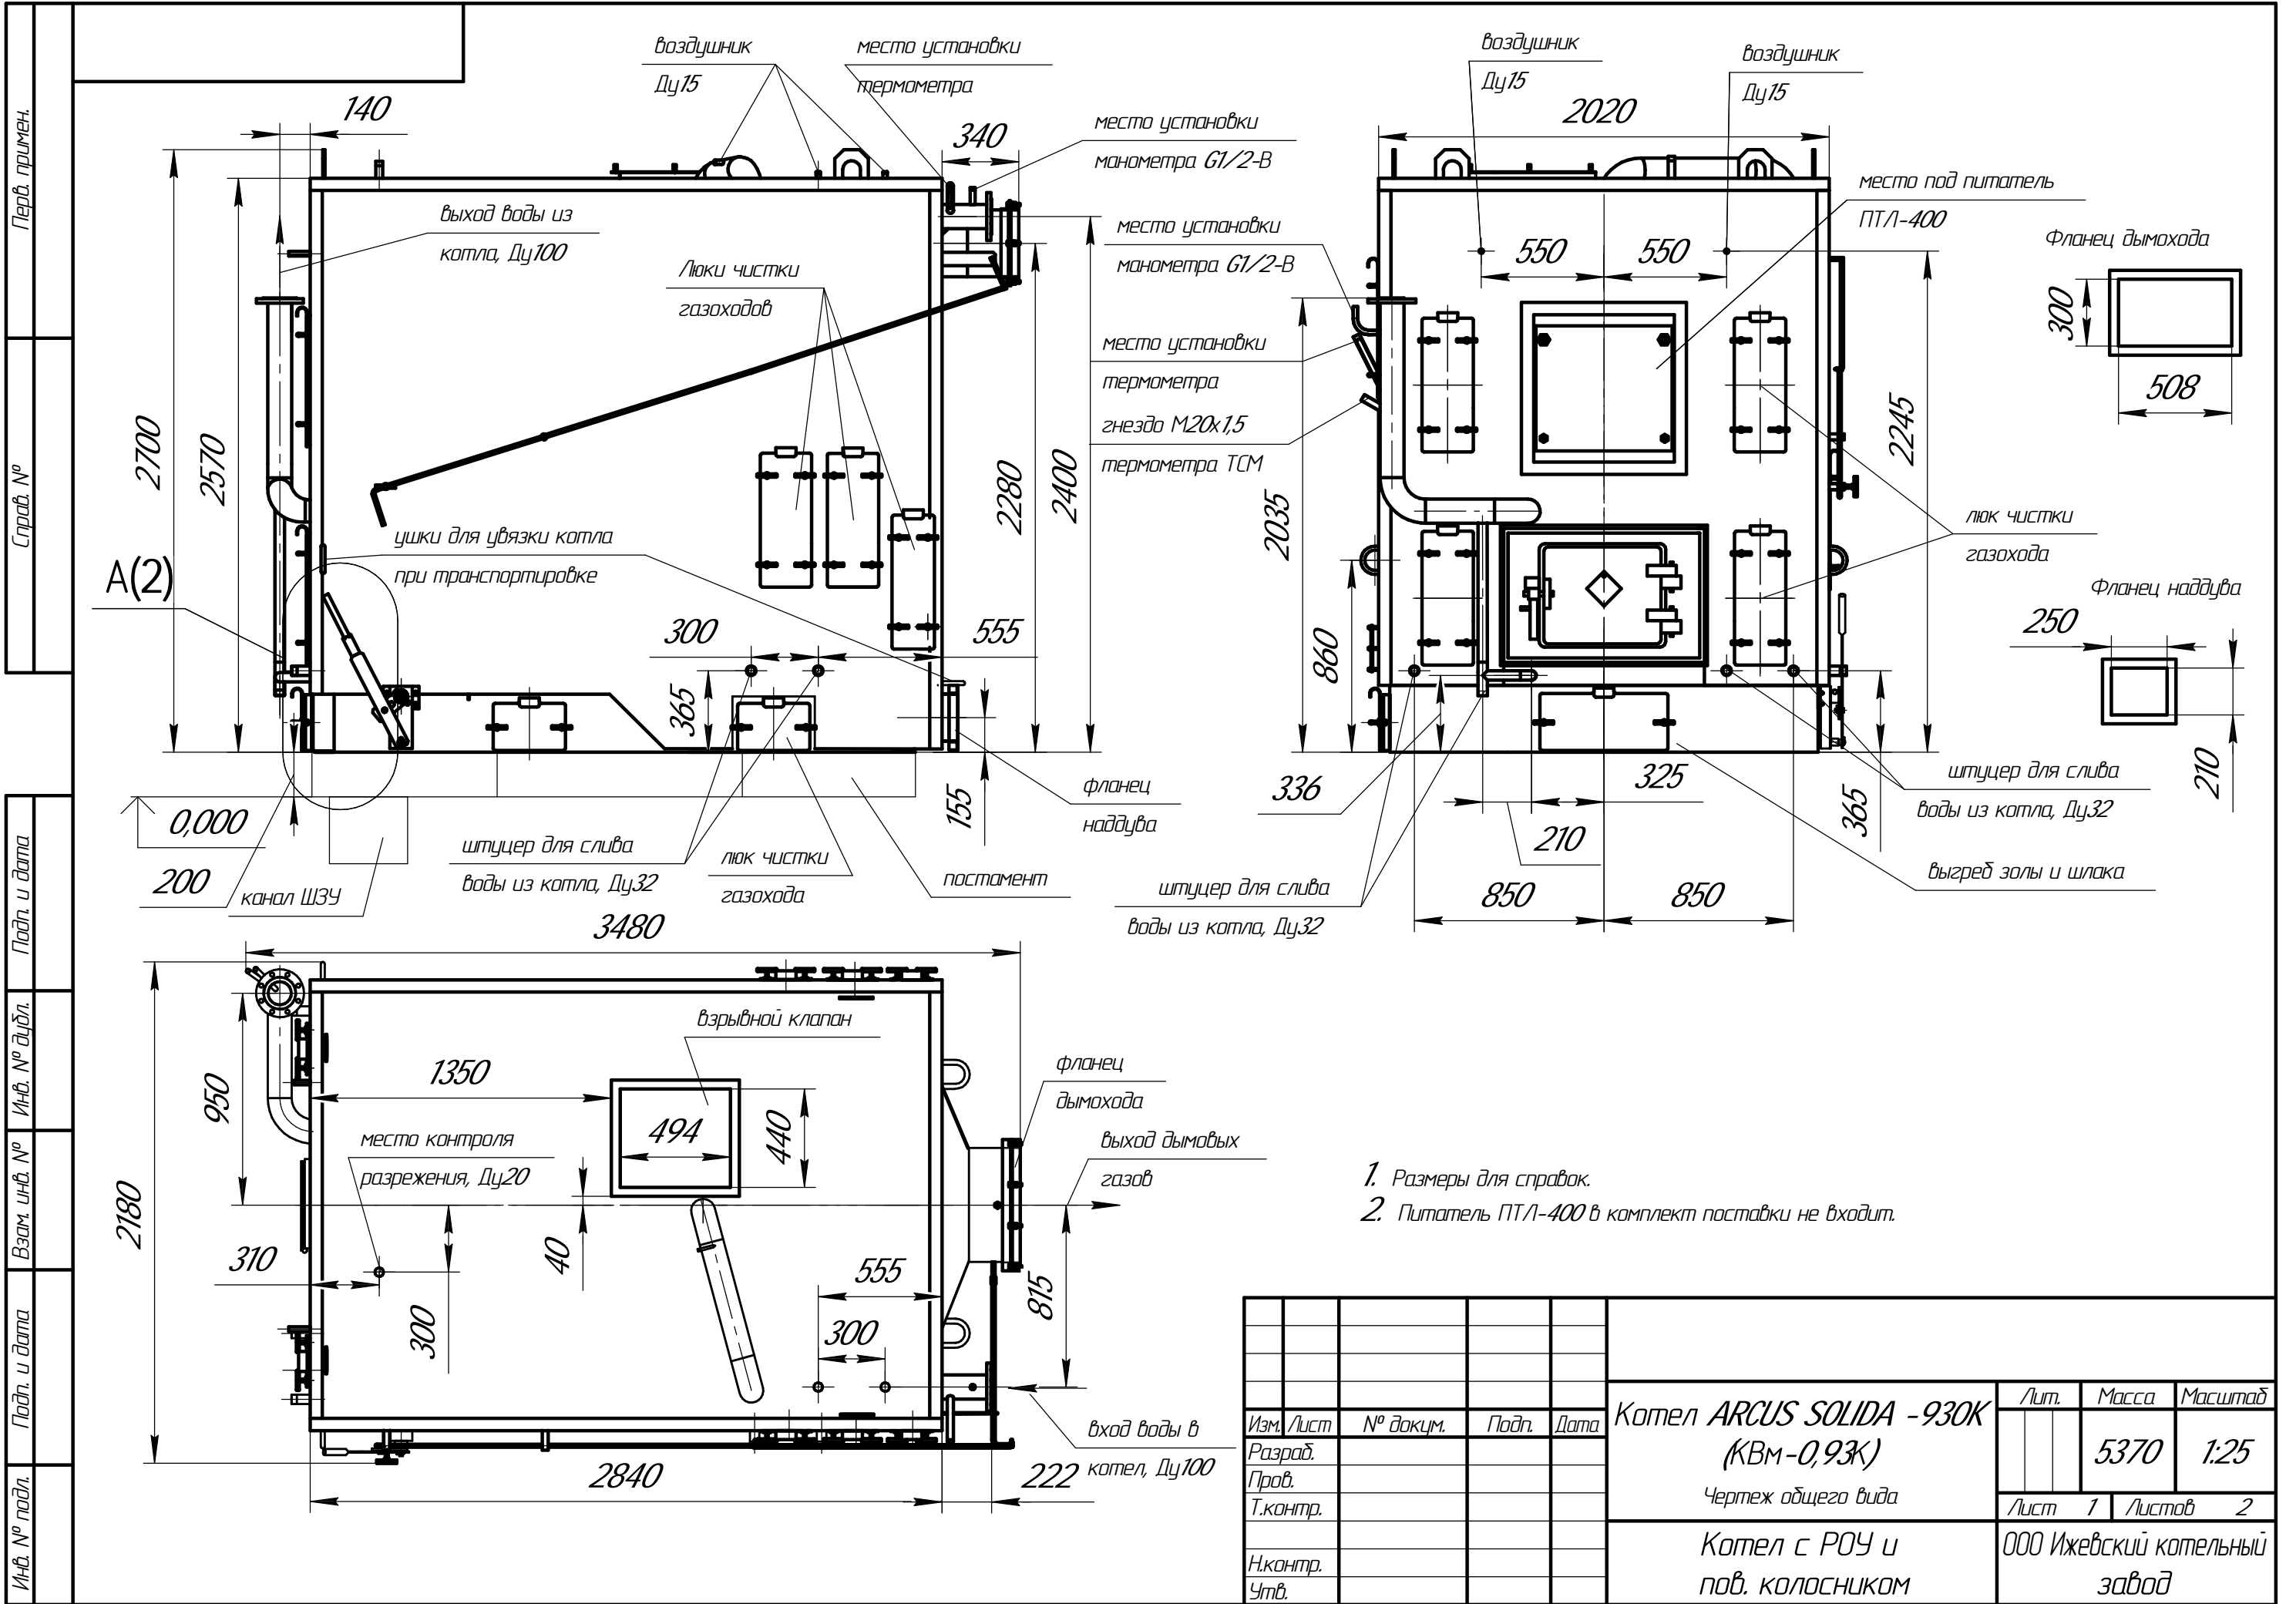 Перв. примен.
Справ. №
Подп. и дата
Инв. № дубл.
Взам. инв. №
Подп. и дата
Инв. № подл.
воздушник
Ду15
место установки
термометра
140
340
место установки
манометра G1/2-В
выход воды из
котла, Ду100
Люки чистки
газоходов
2700
2570
2280
2400
А(2)
ушки для увязки котла
при транспортировке
300
555
365
155
0,000
200
канал ШЗУ
штуцер для слива
воды из котла, Ду32
люк чистки
газохода
постамент
фланец
наддува
воздушник
Ду15
воздушник
Ду15
2020
место под питатель
ПТЛ-400
место установки
манометра G1/2-В
550
550
место установки
термометра
гнездо М20х1,5
термометра ТСМ
2035
2245
860
люк чистки
газохода
336
325
210
365
850
850
штуцер для слива
воды из котла, Ду32
штуцер для слива
воды из котла, Ду32
выгреб золы и шлака
Фланец дымохода
300
508
Фланец наддува
250
210
3480
взрывной клапан
950
1350
494
440
2180
место контроля
разрежения, Ду20
310
300
40
555
300
815
фланец
дымохода
выход дымовых
газов
вход воды в
котел, Ду100
2840
222
1. Размеры для справок.
2. Питатель ПТЛ-400 в комплект поставки не входит.
Изм. Лист № докум. Подп. Дата
Разраб.
Пров.
Т.контр.
Н.контр.
Утв.
Котел ARCUS SOLIDA -930К
(КВм-0,93К)
Чертеж общего вида
Котел с РОУ и
пов. колосником
Лит. Масса Масштаб
5370 1:25
Лист 1 Листов 2
ООО Ижевский котельный
завод